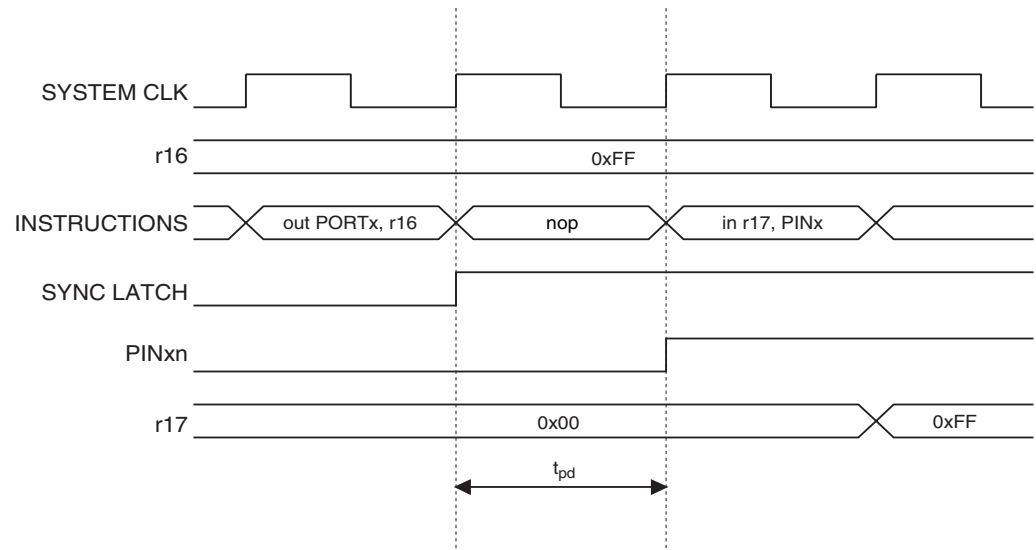 SYSTEM CLK
r16
0xFF
INSTRUCTIONS
out PORTx, r16
nop
in r17, PINx
SYNC LATCH
PINxn
r17
0x00
0xFF
tpd